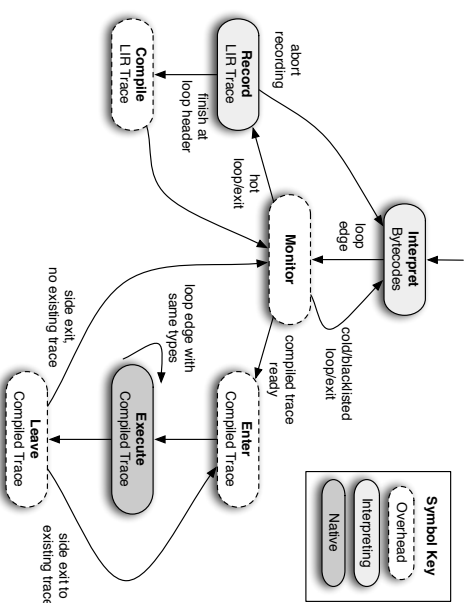 Interpret
Bytecodes
loop
edge
cold/blacklisted
loop/exit
abort
recording
Monitor
hot
loop/exit
Record
LIR Trace
finish at
loop header
Compile
LIR Trace
compiled trace
ready
Enter
Compiled Trace
loop edge with
same types
Execute
Compiled Trace
side exit,
no existing trace
Leave
Compiled Trace
side exit to
existing trace
Symbol Key
Overhead
Interpreting
Native